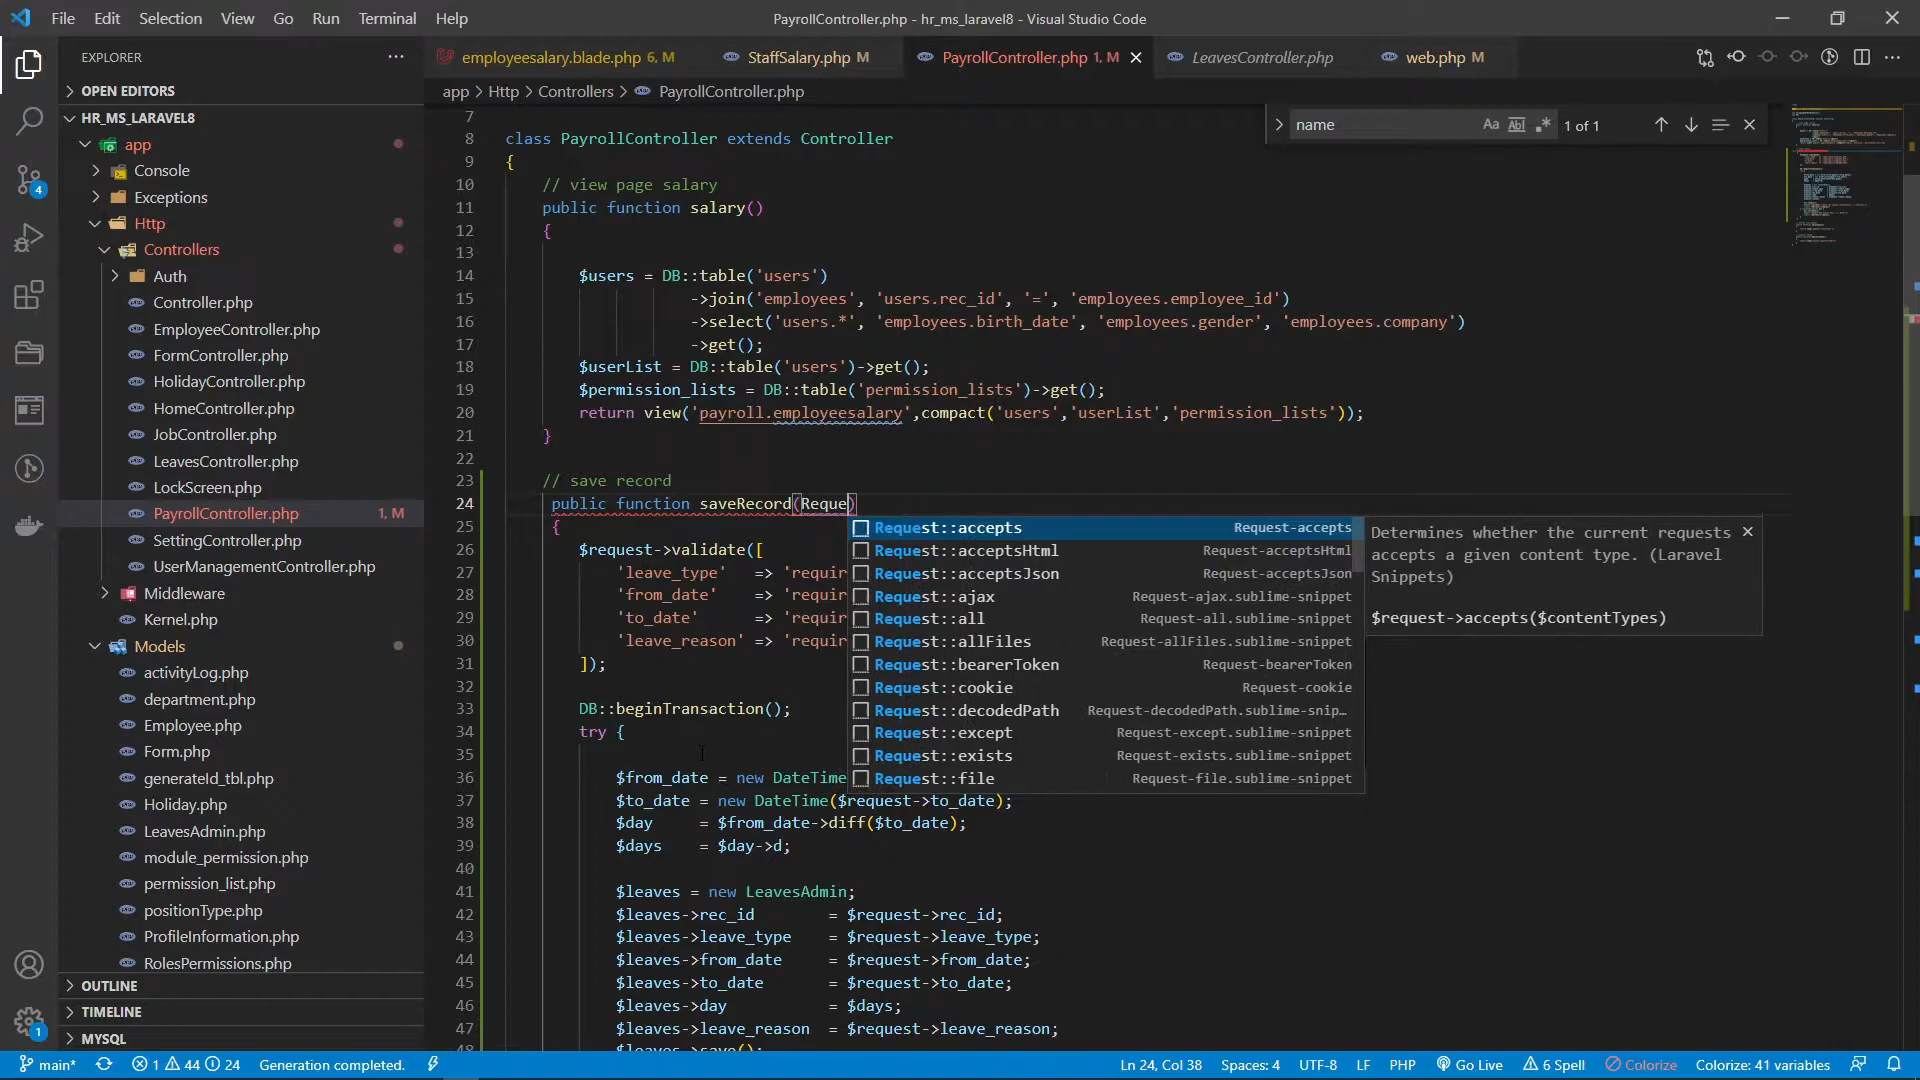 File Edit Selection View Go Run Terminal Help
PayrollController.php - hr_ms_laravel8 - Visual Studio Code
EXPLORER
OPEN EDITORS
HR_MS_LARAVEL8
app
Console
Exceptions
Http
Controllers
Auth
Controller.php
EmployeeController.php
FormController.php
HolidayController.php
HomeController.php
JobController.php
LeavesController.php
LockScreen.php
PayrollController.php 1, M
SettingController.php
UserManagementController.php
Middleware
Kernel.php
Models
activityLog.php
department.php
Employee.php
Form.php
generateId_tbl.php
Holiday.php
LeavesAdmin.php
module_permission.php
permission_list.php
positionType.php
ProfileInformation.php
RolesPermissions.php
OUTLINE
TIMELINE
MYSQL
4
1
employeesalary.blade.php 6, M
StaffSalary.php M
PayrollController.php 1, M
LeavesController.php
web.php M
app > Http > Controllers > PayrollController.php
name Aa Abl .* 1 of 1
7
8 class PayrollController extends Controller
9 {
10 // view page salary
11 public function salary()
12 {
13
14 $users = DB::table('users')
15 ->join('employees', 'users.rec_id', '=', 'employees.employee_id')
16 ->select('users.*', 'employees.birth_date', 'employees.gender', 'employees.company')
17 ->get();
18 $userList = DB::table('users')->get();
19 $permission_lists = DB::table('permission_lists')->get();
20 return view('payroll.employeesalary',compact('users','userList','permission_lists'));
21 }
22
23 // save record
24 public function saveRecord(Reque)
25 {
26 $request->validate([
27 'leave_type' => 'requir
28 'from_date' => 'requir
29 'to_date' => 'requir
30 'leave_reason' => 'requir
31 ]);
32
33 DB::beginTransaction();
34 try {
35
36 $from_date = new DateTime
37 $to_date = new DateTime($request->to_date);
38 $day = $from_date->diff($to_date);
39 $days = $day->d;
40
41 $leaves = new LeavesAdmin;
42 $leaves->rec_id = $request->rec_id;
43 $leaves->leave_type = $request->leave_type;
44 $leaves->from_date = $request->from_date;
45 $leaves->to_date = $request->to_date;
46 $leaves->day = $days;
47 $leaves->leave_reason = $request->leave_reason;
48 $leaves->save();
Request::accepts Request-accepts
Request::acceptsHtml Request-acceptsHtml
Request::acceptsJson Request-acceptsJson
Request::ajax Request-ajax.sublime-snippet
Request::all Request-all.sublime-snippet
Request::allFiles Request-allFiles.sublime-snippet
Request::bearerToken Request-bearerToken
Request::cookie Request-cookie
Request::decodedPath Request-decodedPath.sublime-snip…
Request::except Request-except.sublime-snippet
Request::exists Request-exists.sublime-snippet
Request::file Request-file.sublime-snippet
Determines whether the current requests
accepts a given content type. (Laravel
Snippets)
$request->accepts($contentTypes)
main* 1 44 24 Generation completed.
Ln 24, Col 38 Spaces: 4 UTF-8 LF PHP Go Live 6 Spell Colorize Colorize: 41 variables